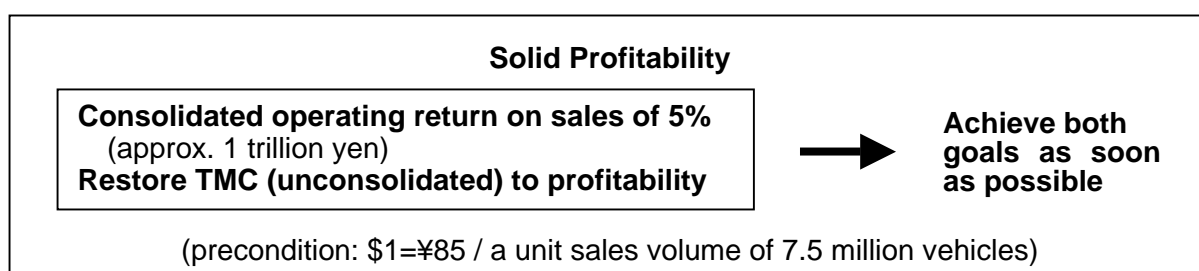 Solid Profitability
Consolidated operating return on sales of 5%
(approx. 1 trillion yen)
Restore TMC (unconsolidated) to profitability
Achieve both
goals as soon
as possible
(precondition: $1=¥85 / a unit sales volume of 7.5 million vehicles)